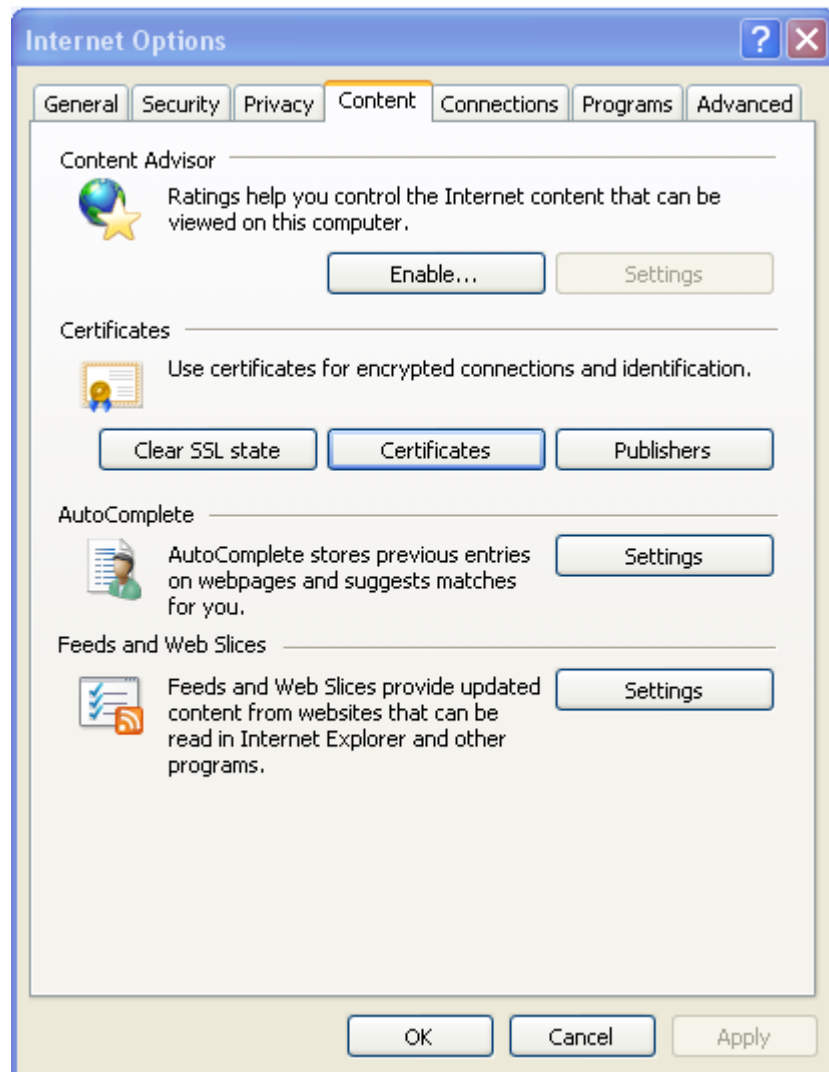 Internet Options
?
General Security Privacy Content Connections Programs Advanced
Content Advisor
Ratings help you control the Internet content that can be
viewed on this computer.
Enable... Settings
Certificates
Use certificates for encrypted connections and identification.
Clear SSL state Certificates Publishers
AutoComplete
AutoComplete stores previous entries Settings
on webpages and suggests matches
for you.
Feeds and Web Slices
Feeds and Web Slices provide updated Settings
content from websites that can be
read in Internet Explorer and other
programs.
OK Cancel Apply